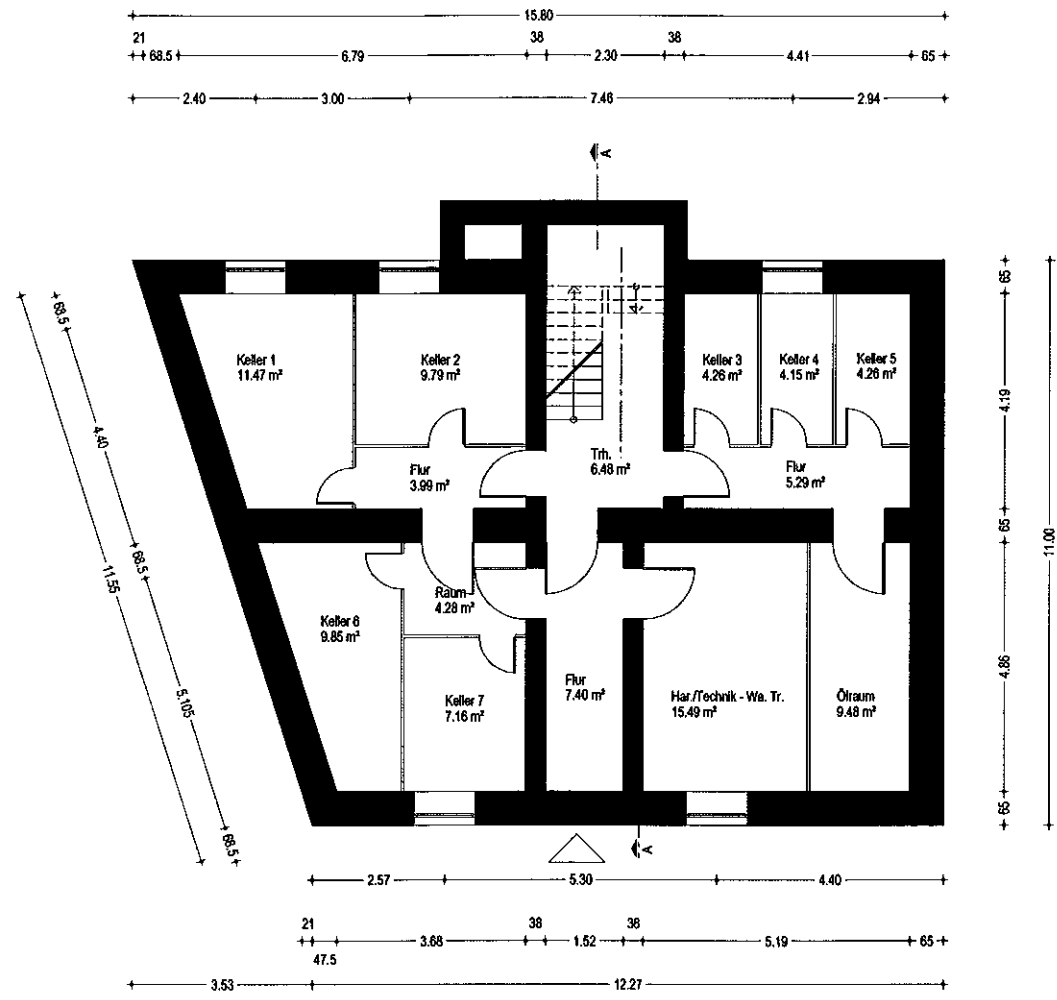 15.80
21
38
38
68.5
6.79
2.30
4.41
65
2.40
3.00
7.46
2.94
A
65
68.5
Keller 1
11.47 m²
Keller 2
9.79 m²
Keller 3
4.26 m²
Keller 4
4.15 m²
Keller 5
4.26 m²
4.19
4.40
Trh.
6.48 m²
Flur
3.99 m²
Flur
5.29 m²
65
11.00
68.5
11.55
Raum
4.28 m²
Keller 6
9.85 m²
4.86
5.105
Flur
7.40 m²
Har./Technik - We. Tr.
15.49 m²
Ölraum
9.48 m²
Keller 7
7.16 m²
65
68.5
A
2.57
5.30
4.40
21
38
38
3.68
1.52
5.19
65
47.5
3.53
12.27